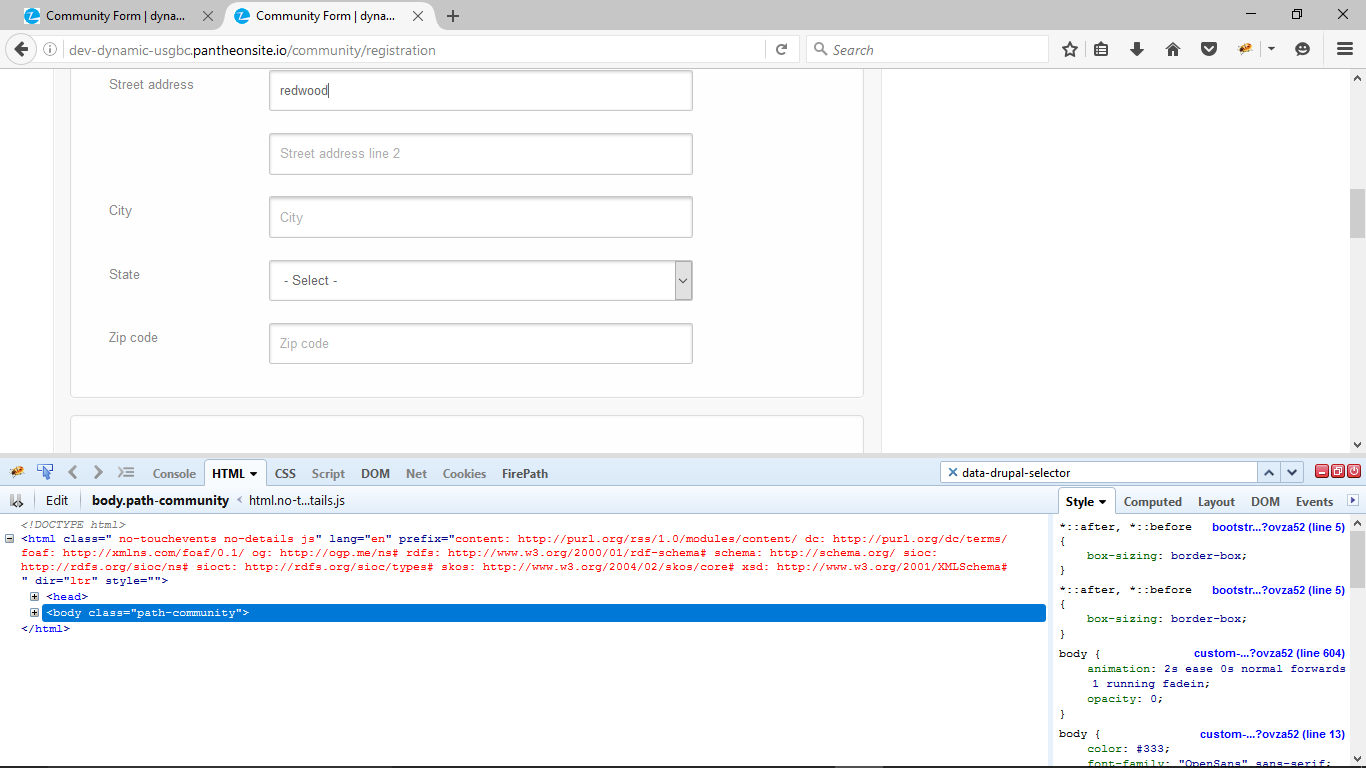 Community Form | dyna...
Community Form | dyna...
dev-dynamic-usgbc.pantheonsite.io/community/registration
Search
Street address
redwood
Street address line 2
City
City
State
- Select -
Zip code
Zip code
Console
HTML
CSS
Script
DOM
Net
Cookies
FirePath
data-drupal-selector
Edit
body.path-community
html.no-t...tails.js
Style
Computed
Layout
DOM
Events
<!DOCTYPE html>
<html class=" no-touchevents no-details js" lang="en" prefix="content: http://purl.org/rss/1.0/modules/content/ dc: http://purl.org/dc/terms/
foaf: http://xmlns.com/foaf/0.1/ og: http://ogp.me/ns# rdfs: http://www.w3.org/2000/01/rdf-schema# schema: http://schema.org/ sioc:
http://rdfs.org/sioc/ns# sioct: http://rdfs.org/sioc/types# skos: http://www.w3.org/2004/02/skos/core# xsd: http://www.w3.org/2001/XMLSchema#
" dir="ltr" style="">
<head>
<body class="path-community">
</html>
*::after, *::before bootstr...?ovza52 (line 5)
{
box-sizing: border-box;
}
*::after, *::before bootstr...?ovza52 (line 5)
{
box-sizing: border-box;
}
body { custom-...?ovza52 (line 604)
animation: 2s ease 0s normal forwards
1 running fadein;
opacity: 0;
}
body { custom-...?ovza52 (line 13)
color: #333;
font-family: "OpenSans" sans-serif;